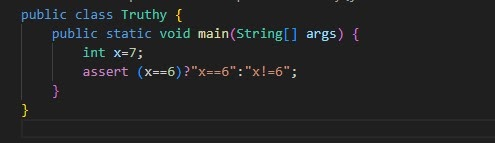 public class Truthy {
public static void main(String[] args) {
int x=7;
assert (x==6)?"x==6":"x!=6";
}
}